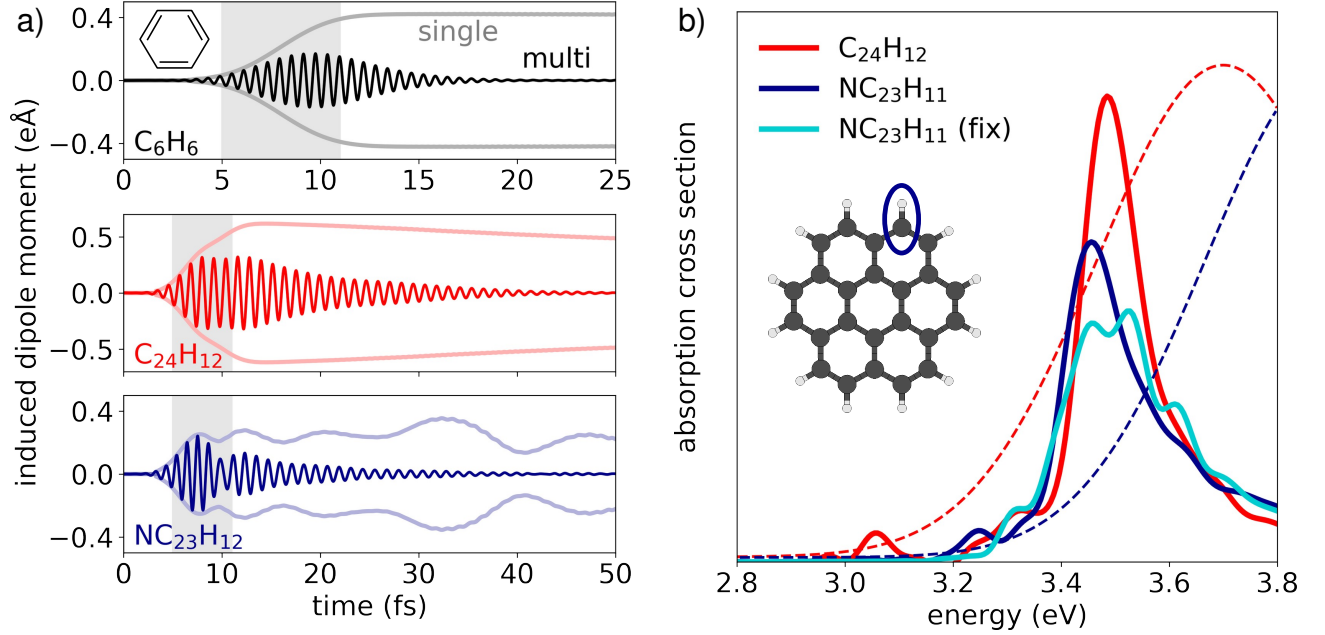 a)
induced dipole moment (eÅ)
0.4
0.0
−0.4
single
multi
C₆H₆
0 5 10 15 20 25
0.5
0.0
−0.5
C₂₄H₁₂
0.4
0.0
−0.4
NC₂₃H₁₂
0 10 20 30 40 50
time (fs)
b)
absorption cross section
C₂₄H₁₂
NC₂₃H₁₁
NC₂₃H₁₁ (fix)
2.8 3.0 3.2 3.4 3.6 3.8
energy (eV)